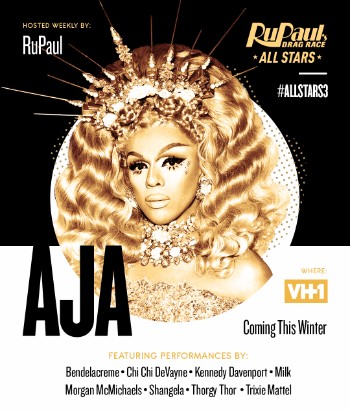 HOSTED WEEKLY BY:
RuPaul
RuPaul's
DRAG RACE
ALL STARS
#ALLSTARS3
AJA
WHERE:
VH1
Coming This Winter
FEATURING PERFORMANCES BY:
Bendelacreme • Chi Chi DeVayne • Kennedy Davenport • Milk
Morgan McMichaels • Shangela • Thorgy Thor • Trixie Mattel